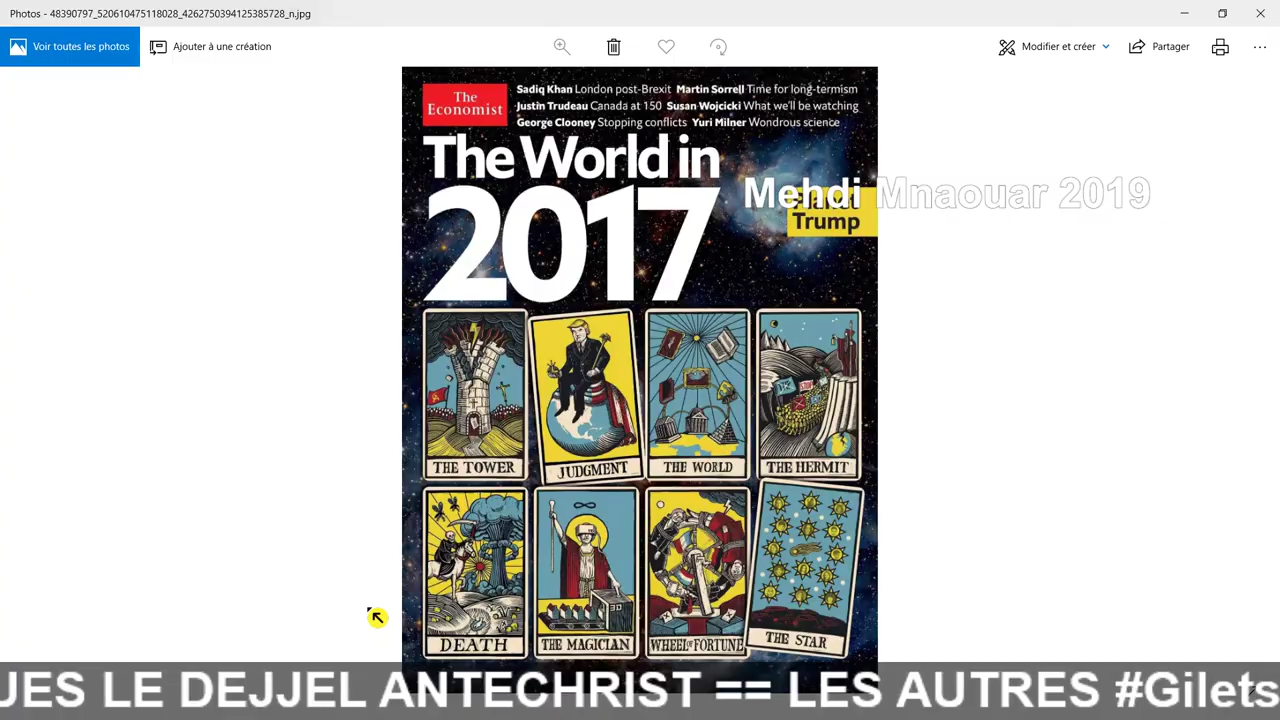 Photos - 48390797_520610475118028_4262750394125385728_n.jpg
Voir toutes les photos
Ajouter à une création
Modifier et créer
Partager
The Economist
Sadiq Khan London post-Brexit Martin Sorrell Time for long-termism
Justin Trudeau Canada at 150 Susan Wojcicki What we'll be watching
George Clooney Stopping conflicts Yuri Milner Wondrous science
The World in
2017
Mehdi Mnaouar 2019
Trump
THE TOWER
JUDGMENT
THE WORLD
THE HERMIT
DEATH
THE MAGICIAN
3D
WHEEL OF FORTUNE
THE STAR
UES LE DEJJEL ANTECHRIST == LES AUTRES #Gilets